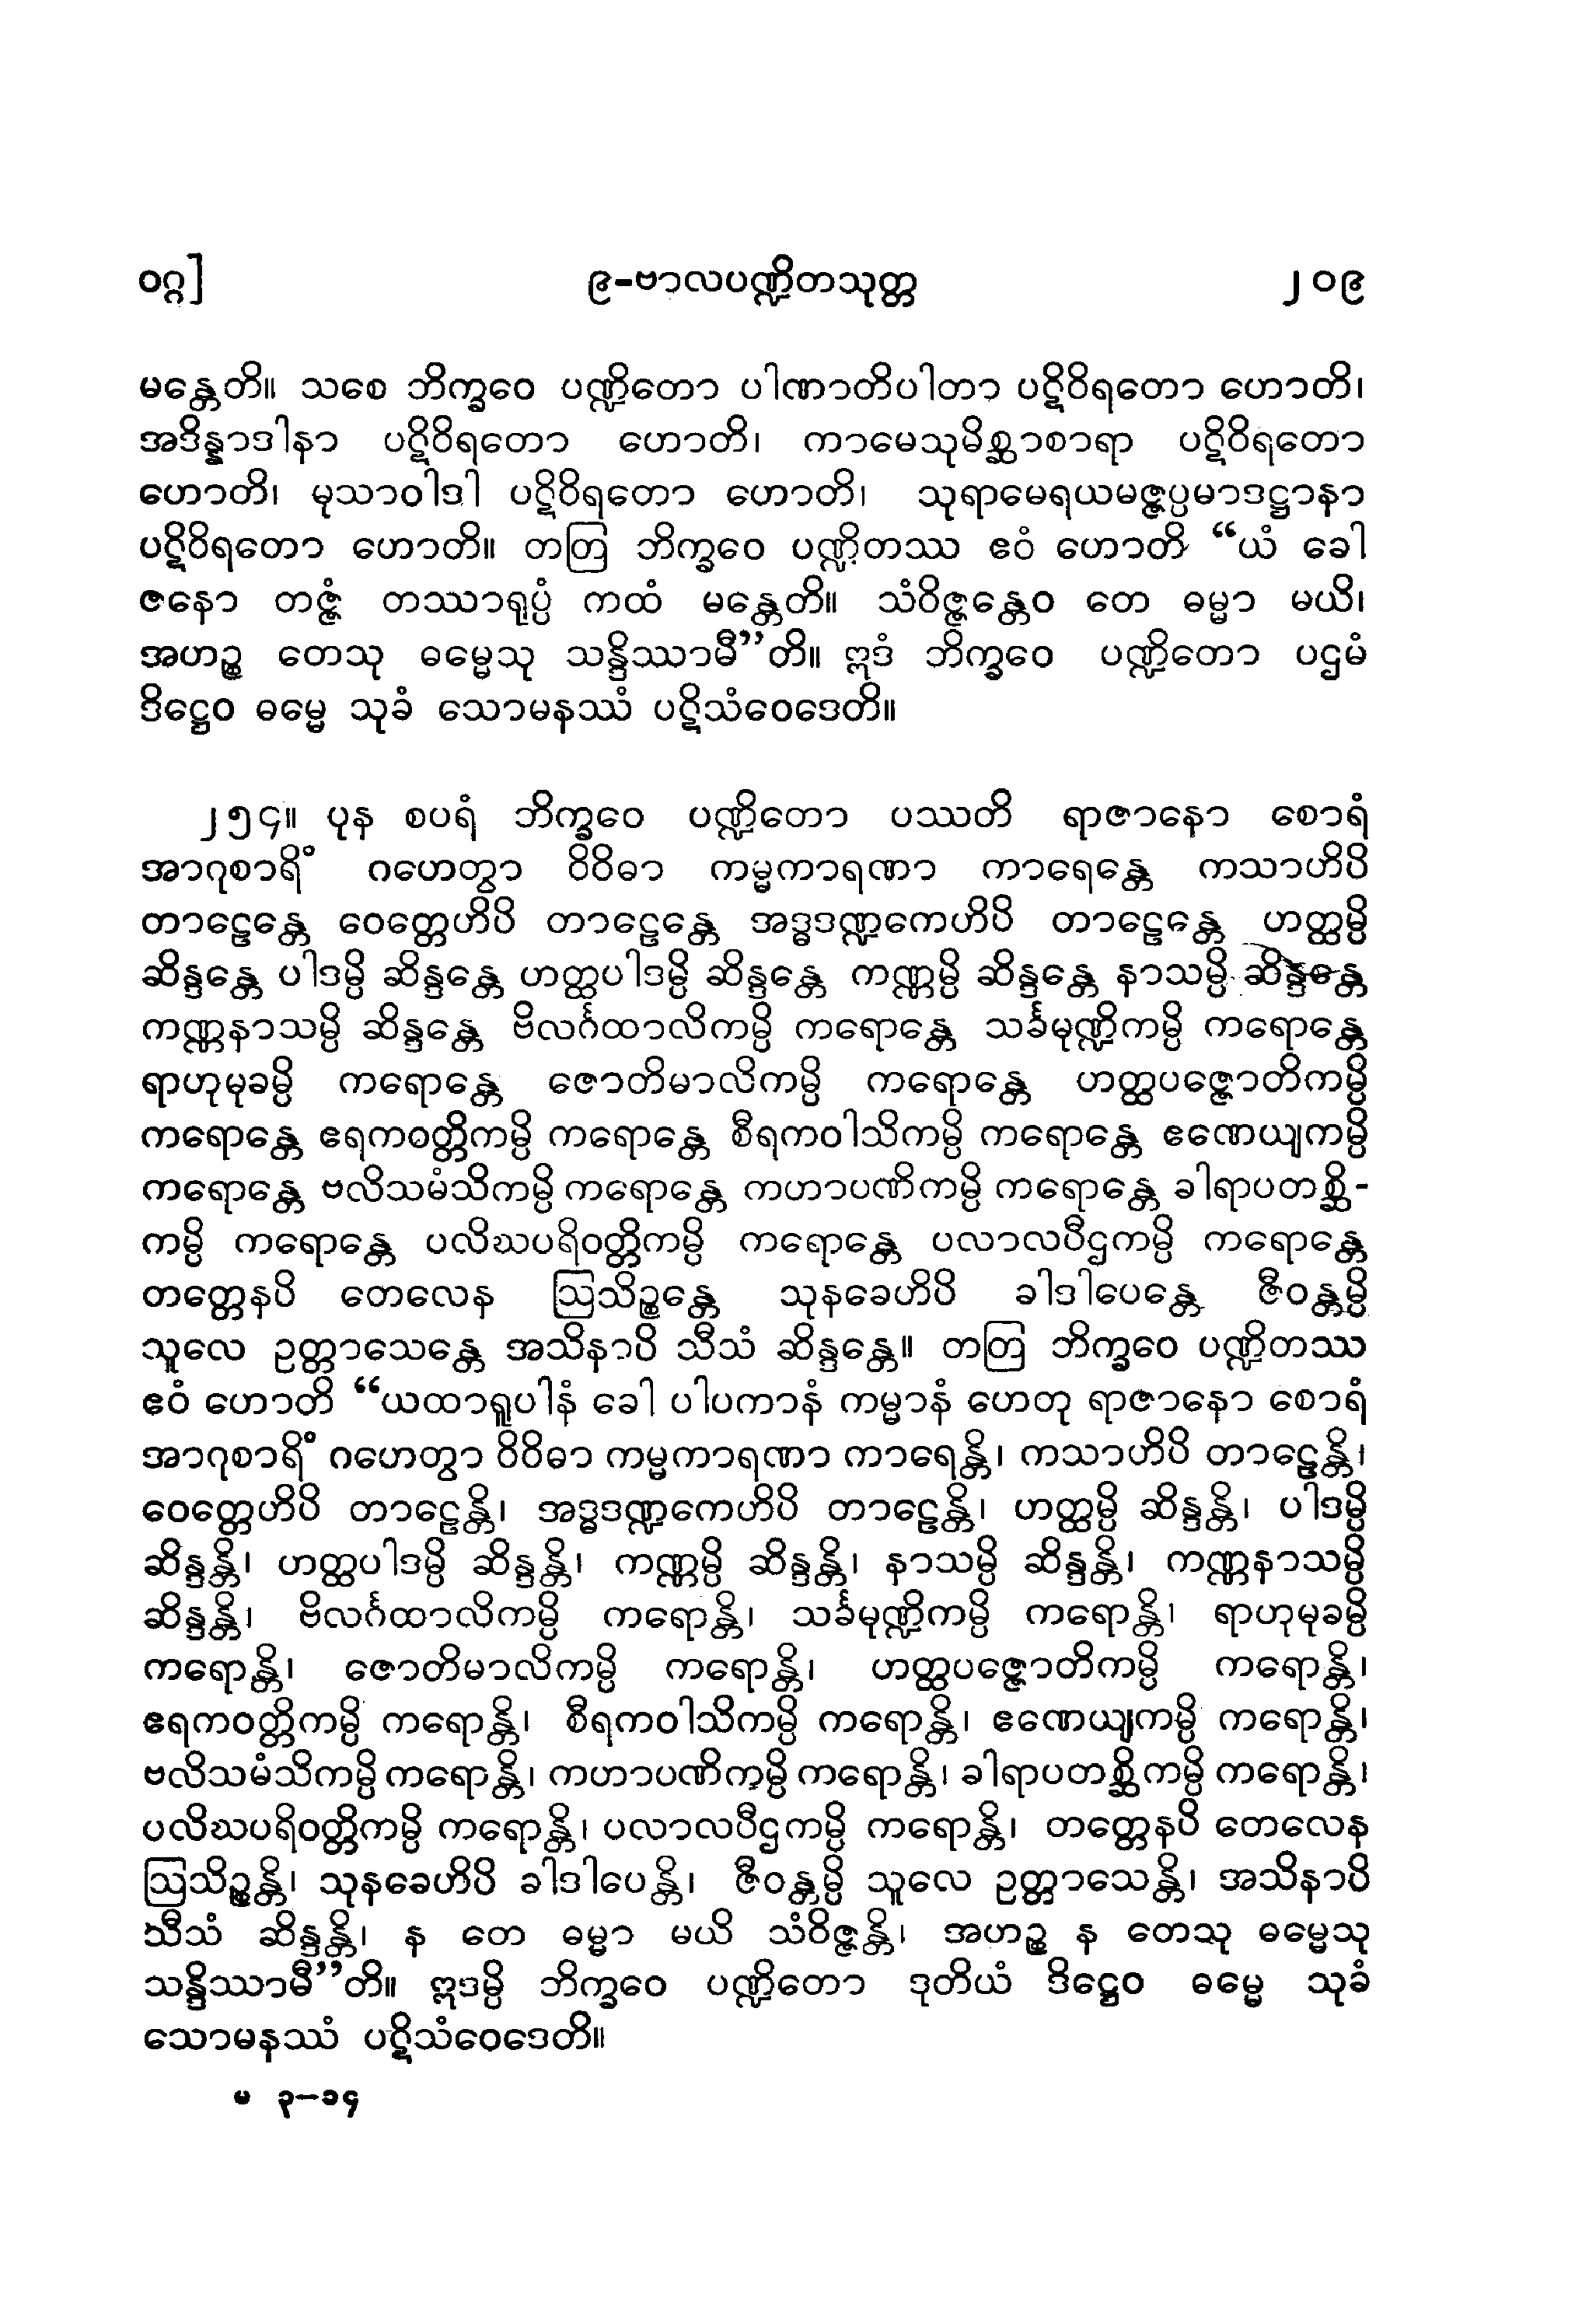 ဝဂ္ဂ]
၉-ဗာလပဏ္ဍိတသုတ္တ
၂၀၉
မန္တေတိ။ သစေ ဘိက္ခဝေ ပဏ္ဍိတော ပါဏာတိပါတာ ပဋိဝိရတော ဟောတိ၊
အဒိန္နာဒါနာ ပဋိဝိရတော ဟောတိ၊ ကာမေသုမိစ္ဆာစာရာ ပဋိဝိရတော
ဟောတိ၊ မုသာဝါဒါ ပဋိဝိရတော ဟောတိ၊ သုရာမေရယမဇ္ဇပ္ပမာဒဋ္ဌာနာ
ပဋိဝိရတော ဟောတိ။ တတြ ဘိက္ခဝေ ပဏ္ဍိတဿ ဧဝံ ဟောတိ “ယံ ခေါ
ဇနော တဇ္ဇံ တဿာရုပ္ပံ ကထံ မန္တေတိ။ သံဝိဇ္ဇန္တေဝ တေ ဓမ္မာ မယိ၊
အဟဉ္စ တေသု ဓမ္မေသု သန္ဒိဿာမီ”တိ။ ဣဒံ ဘိက္ခဝေ ပဏ္ဍိတော ပဌမံ
ဒိဋ္ဌေဝ ဓမ္မေ သုခံ သောမနဿံ ပဋိသံဝေဒေတိ။
၂၅၄။ ပုန စပရံ ဘိက္ခဝေ ပဏ္ဍိတော ပဿတိ ရာဇာနော စောရံ
အာဂုစာရိံ ဂဟေတွာ ဝိဝိဓာ ကမ္မကာရဏာ ကာရေန္တေ ကသာဟိပိ
တာဠေန္တေ ဝေတ္တေဟိပိ တာဠေန္တေ အဒ္ဓဒဏ္ဍကေဟိပိ တာဠေန္တေ ဟတ္ထမ္ပိ
ဆိန္ဒန္တေ ပါဒမ္ပိ ဆိန္ဒန္တေ ဟတ္ထပါဒမ္ပိ ဆိန္ဒန္တေ ကဏ္ဏမ္ပိ ဆိန္ဒန္တေ နာသမ္ပိ ဆိန္ဒန္တေ
ကဏ္ဏနာသမ္ပိ ဆိန္ဒန္တေ ဗိလင်္ဂထာလိကမ္ပိ ကရောန္တေ သင်္ခမုဏ္ဍိကမ္ပိ ကရောန္တေ
ရာဟုမုခမ္ပိ ကရောန္တေ ဇောတိမာလိကမ္ပိ ကရောန္တေ ဟတ္ထပဇ္ဇောတိကမ္ပိ
ကရောန္တေ ဧရကဝတ္တိကမ္ပိ ကရောန္တေ စီရကဝါသိကမ္ပိ ကရောန္တေ ဧဏေယျကမ္ပိ
ကရောန္တေ ဗလိသမံသိကမ္ပိ ကရောန္တေ ကဟာပဏိကမ္ပိ ကရောန္တေ ခါရာပတစ္ဆိ-
ကမ္ပိ ကရောန္တေ ပလိဃပရိဝတ္တိကမ္ပိ ကရောန္တေ ပလာလပီဌကမ္ပိ ကရောန္တေ
တတ္တေနပိ တေလေန ဩသိဉ္စန္တေ သုနခေဟိပိ ခါဒါပေန္တေ ဇီဝန္တမ္ပိ
သူလေ ဥတ္တာသေန္တေ အသိနာပိ သီသံ ဆိန္ဒန္တေ။ တတြ ဘိက္ခဝေ ပဏ္ဍိတဿ
ဧဝံ ဟောတိ “ယထာရူပါနံ ခေါ ပါပကာနံ ကမ္မာနံ ဟေတု ရာဇာနော စောရံ
အာဂုစာရိံ ဂဟေတွာ ဝိဝိဓာ ကမ္မကာရဏာ ကာရေန္တိ၊ ကသာဟိပိ တာဠေန္တိ၊
ဝေတ္တေဟိပိ တာဠေန္တိ၊ အဒ္ဓဒဏ္ဍကေဟိပိ တာဠေန္တိ၊ ဟတ္ထမ္ပိ ဆိန္ဒန္တိ၊ ပါဒမ္ပိ
ဆိန္ဒန္တိ၊ ဟတ္ထပါဒမ္ပိ ဆိန္ဒန္တိ၊ ကဏ္ဏမ္ပိ ဆိန္ဒန္တိ၊ နာသမ္ပိ ဆိန္ဒန္တိ၊ ကဏ္ဏနာသမ္ပိ
ဆိန္ဒန္တိ၊ ဗိလင်္ဂထာလိကမ္ပိ ကရောန္တိ၊ သင်္ခမုဏ္ဍိကမ္ပိ ကရောန္တိ၊ ရာဟုမုခမ္ပိ
ကရောန္တိ၊ ဇောတိမာလိကမ္ပိ ကရောန္တိ၊ ဟတ္ထပဇ္ဇောတိကမ္ပိ ကရောန္တိ၊
ဧရကဝတ္တိကမ္ပိ ကရောန္တိ၊ စီရကဝါသိကမ္ပိ ကရောန္တိ၊ ဧဏေယျကမ္ပိ ကရောန္တိ၊
ဗလိသမံသိကမ္ပိ ကရောန္တိ၊ ကဟာပဏိကမ္ပိ ကရောန္တိ၊ ခါရာပတစ္ဆိကမ္ပိ ကရောန္တိ၊
ပလိဃပရိဝတ္တိကမ္ပိ ကရောန္တိ၊ ပလာလပီဌကမ္ပိ ကရောန္တိ၊ တတ္တေနပိ တေလေန
ဩသိဉ္စန္တိ၊ သုနခေဟိပိ ခါဒါပေန္တိ၊ ဇီဝန္တမ္ပိ သူလေ ဥတ္တာသေန္တိ၊ အသိနာပိ
သီသံ ဆိန္ဒန္တိ၊ န တေ ဓမ္မာ မယိ သံဝိဇ္ဇန္တိ၊ အဟဉ္စ န တေသု ဓမ္မေသု
သန္ဒိဿာမီ”တိ။ ဣဒမ္ပိ ဘိက္ခဝေ ပဏ္ဍိတော ဒုတိယံ ဒိဋ္ဌေဝ ဓမ္မေ သုခံ
သောမနဿံ ပဋိသံဝေဒေတိ။
မ ၃-၁၄